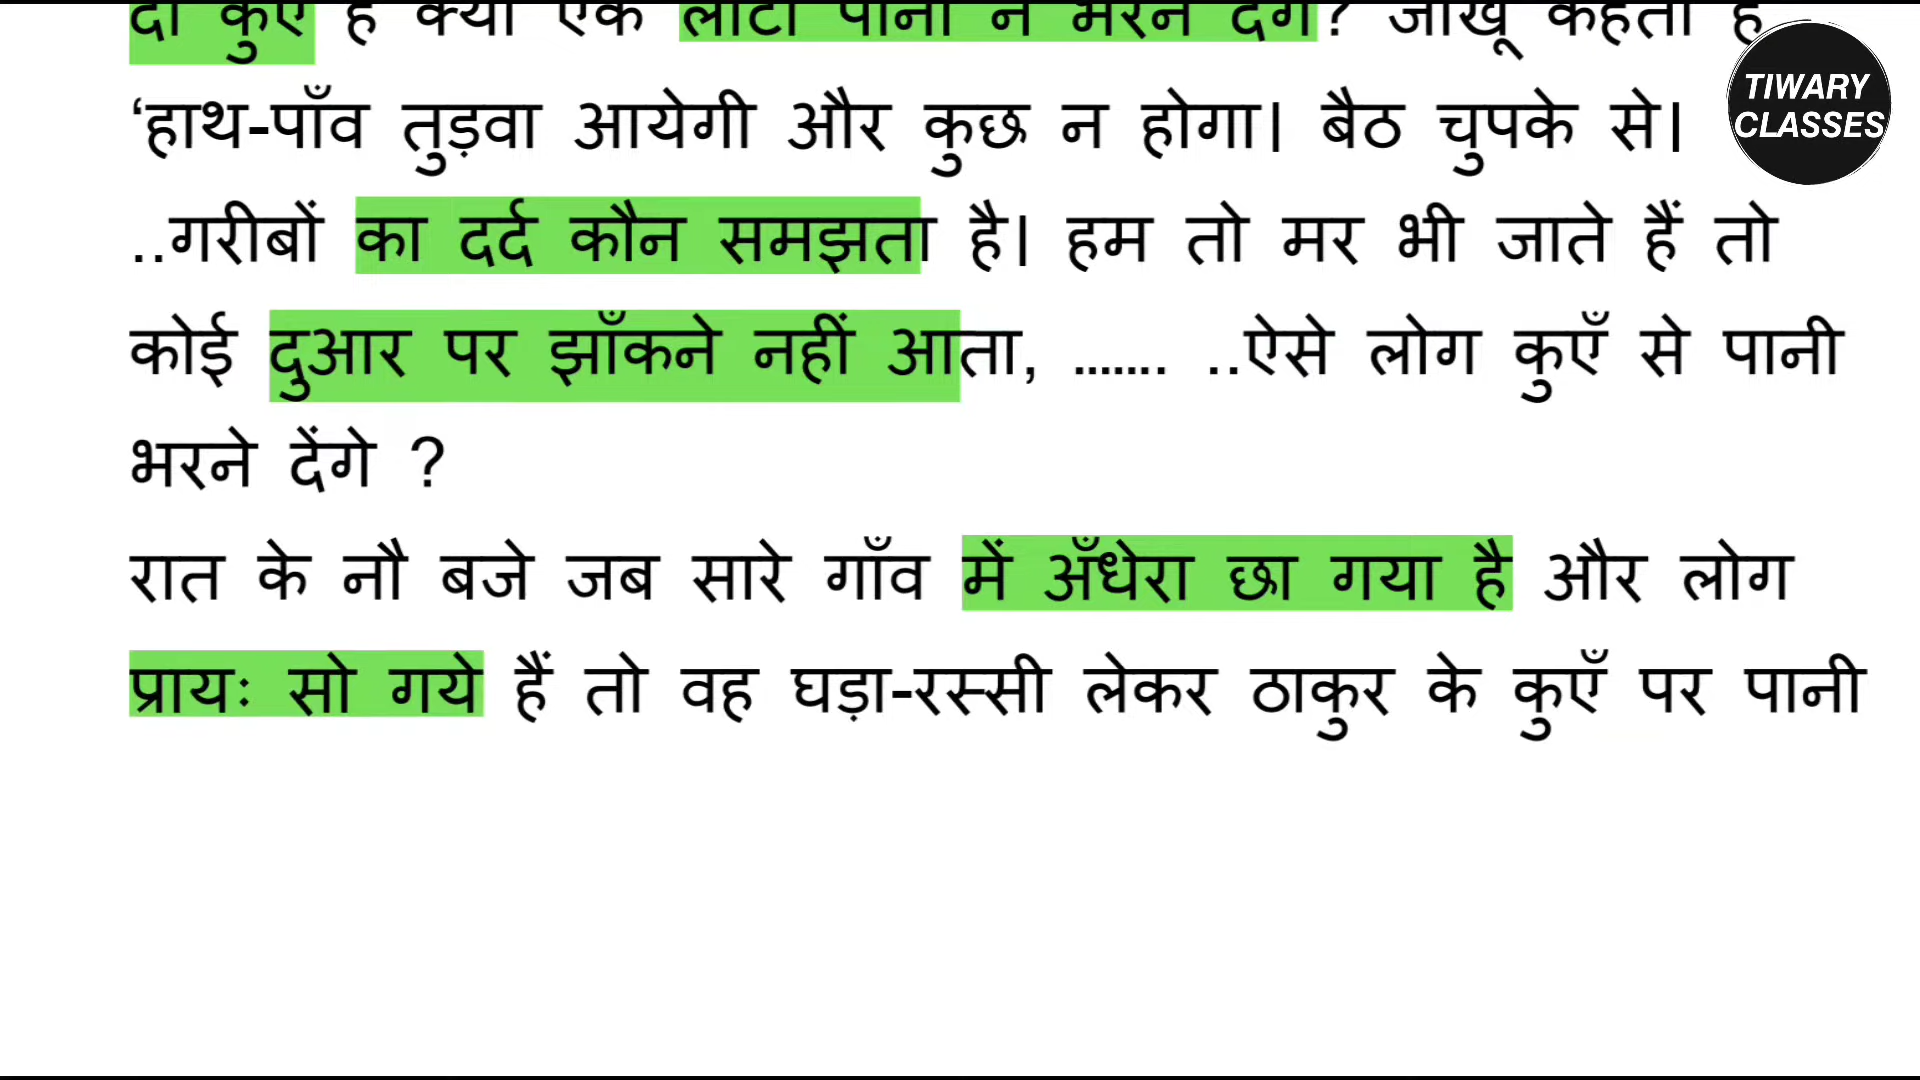 दो कुएँ हैं क्या एक लोटा पानी न भरने देंगे? जोखू कहता है
‘हाथ-पाँव तुड़वा आयेगी और कुछ न होगा। बैठ चुपके से।
..गरीबों का दर्द कौन समझता है। हम तो मर भी जाते हैं तो
कोई दुआर पर झाँकने नहीं आता, ....... ..ऐसे लोग कुएँ से पानी
भरने देंगे ?
रात के नौ बजे जब सारे गाँव में अँधेरा छा गया है और लोग
प्रायः सो गये हैं तो वह घड़ा-रस्सी लेकर ठाकुर के कुएँ पर पानी
TIWARY
CLASSES